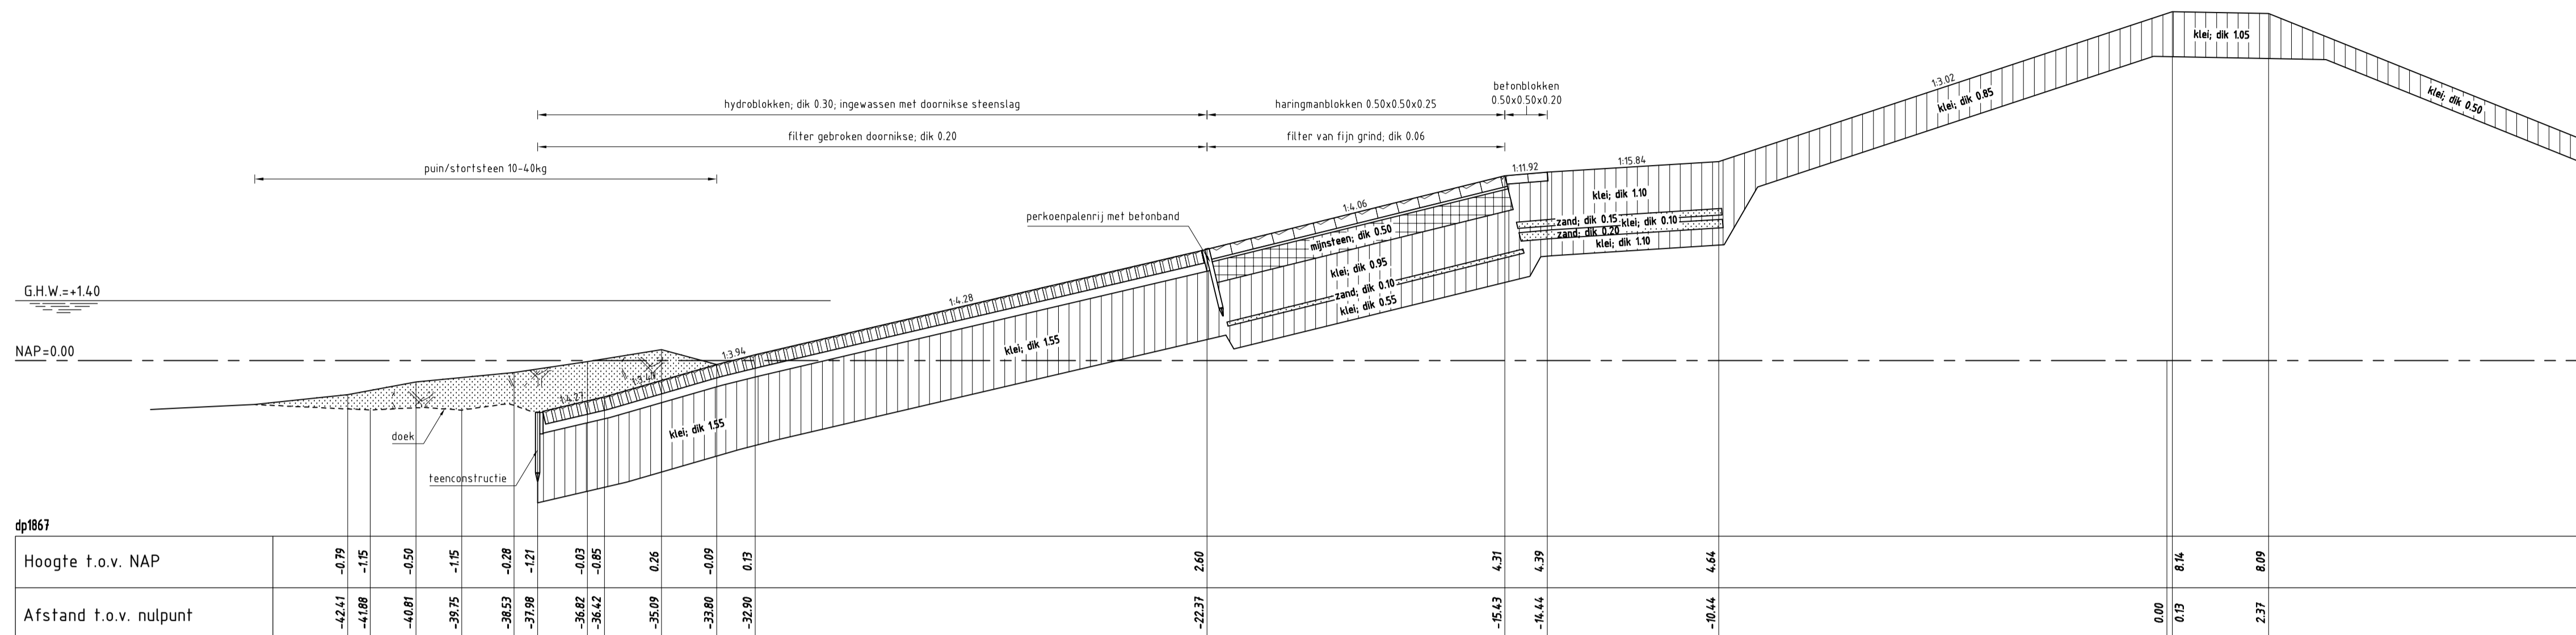 klei; dik 1.05
1:3.02
klei; dik 0.85
klei; dik 0.50
betonblokken
0.50x0.50x0.20
hydroblokken; dik 0.30; ingewassen met doornikse steenslag
haringmanblokken 0.50x0.50x0.25
filter gebroken doornikse; dik 0.20
filter van fijn grind; dik 0.06
puin/stortsteen 10-40kg
1:11.92
1:15.84
klei; dik 1.10
perkoenpalenrij met betonband
1:4.06
zand; dik 0.15
klei; dik 0.10
zand; dik 0.20
klei; dik 1.10
mijnsteen; dik 0.50
klei; dik 0.95
zand; dik 0.10
klei; dik 0.55
G.H.W.=+1.40
1:4.28
NAP=0.00
1:3.94
klei; dik 1.55
1:4.27
klei; dik 1.55
doek
teenconstructie
dp1867
Hoogte t.o.v. NAP -0.79 -1.15 -0.50 -1.15 -0.28 -1.21 -0.03 -0.85 0.26 -0.09 0.13 2.60 4.31 4.39 4.64 8.14 8.09
Afstand t.o.v. nulpunt -42.41 -41.88 -40.81 -39.75 -38.53 -37.98 -36.82 -36.42 -35.09 -33.80 -32.90 -22.37 -15.43 -14.44 -10.44 0.00 0.13 2.37